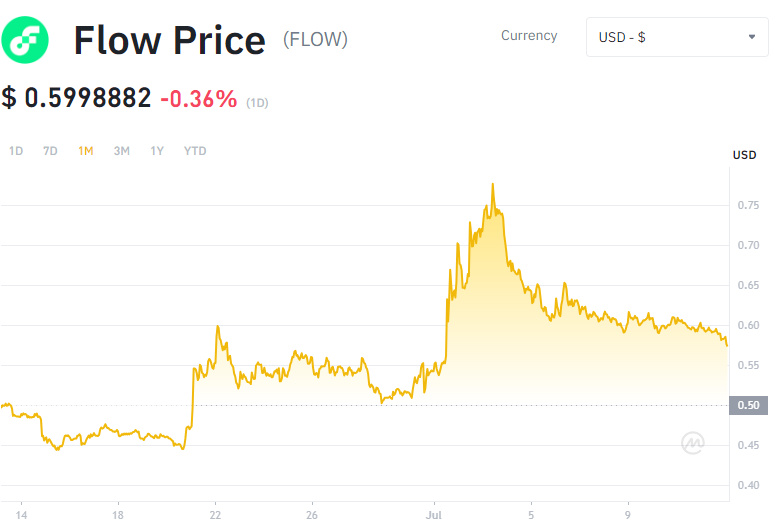 Flow Price (FLOW)
Currency
USD - $
$ 0.5998882 -0.36% (1D)
1D 7D 1M 3M 1Y YTD
USD
0.75
0.70
0.65
0.60
0.55
0.50
0.45
0.40
14 18 22 26 Jul 5 9